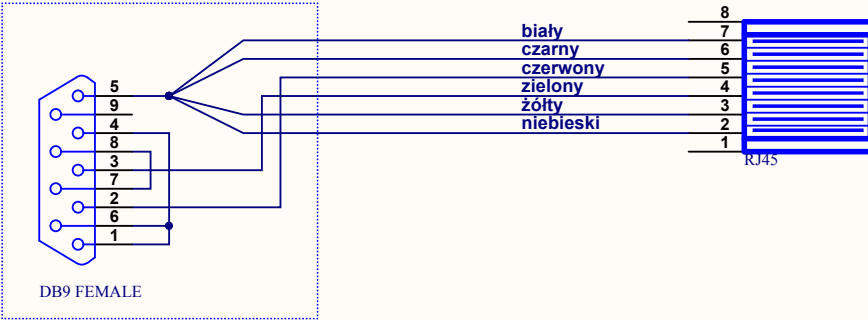 8
biały 7
czarny 6
czerwony 5
zielony 4
żółty 3
niebieski 2
1
RJ45
5
9
4
8
3
7
2
6
1
DB9 FEMALE